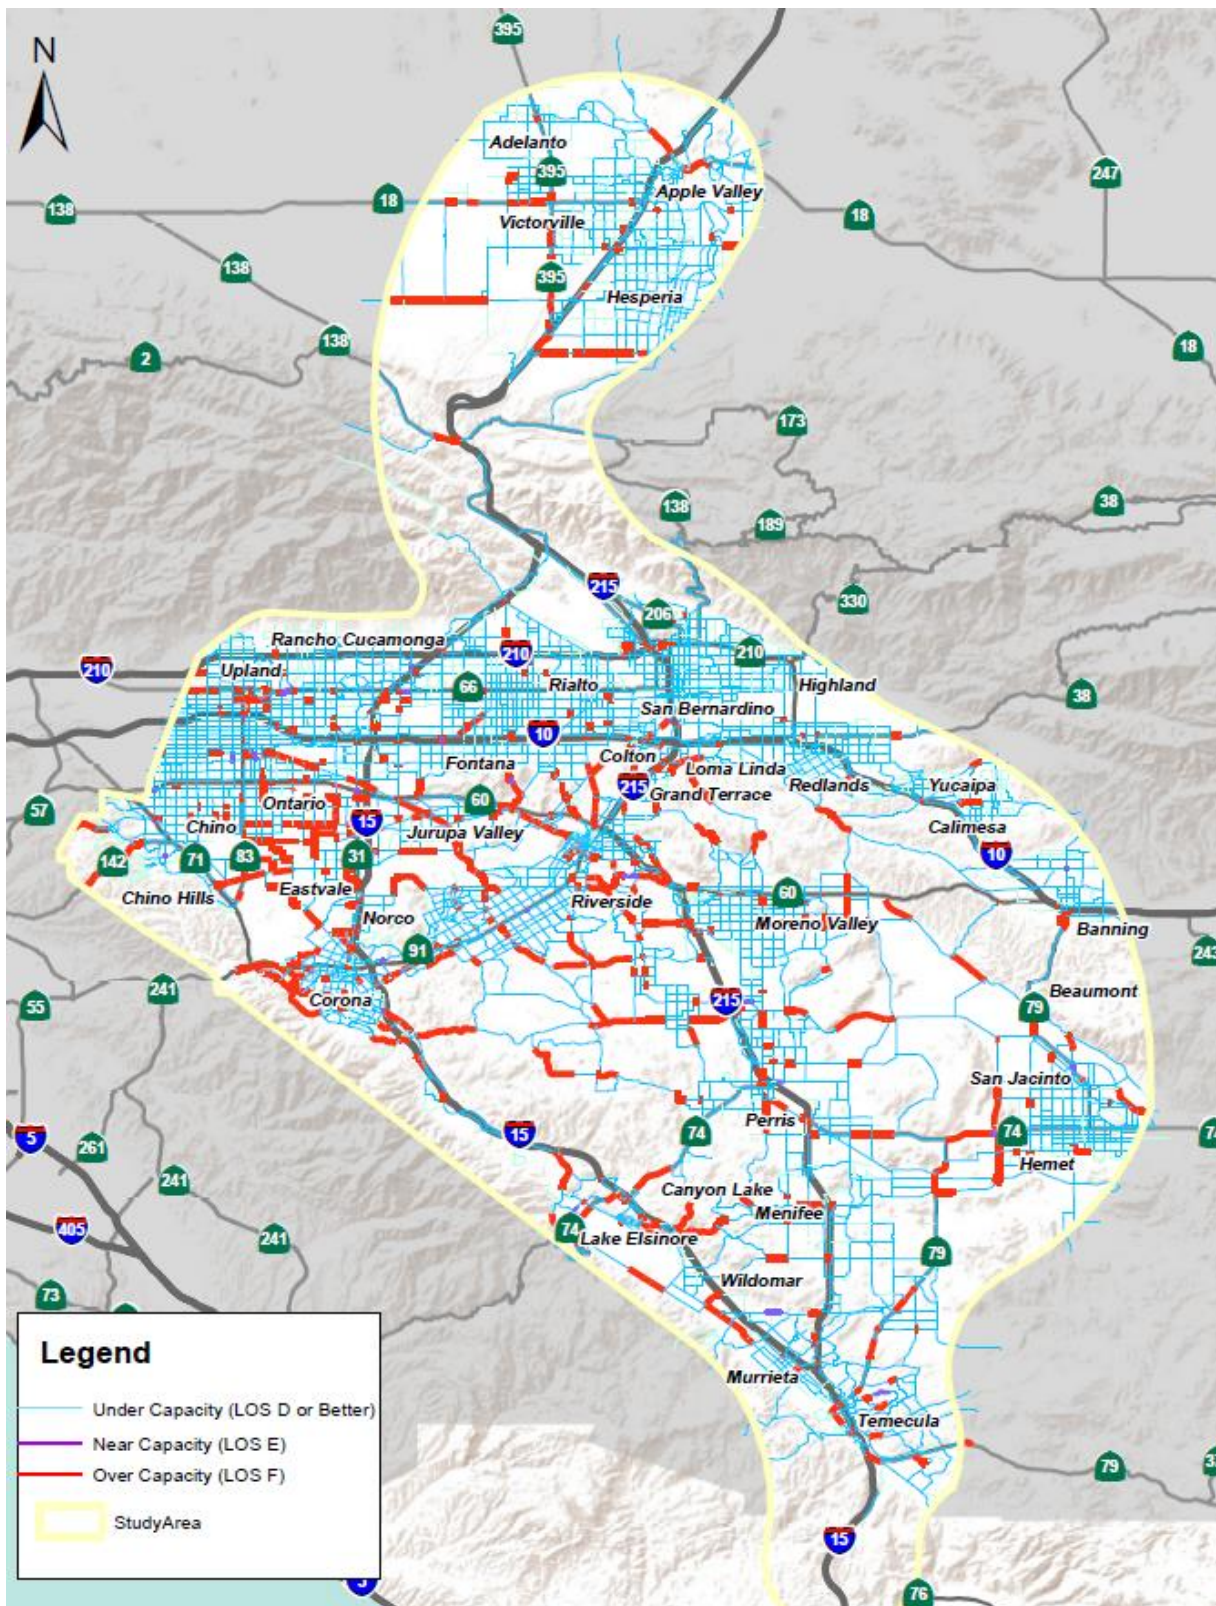 N
395
Adelanto
395
247
Apple Valley
138
18
18
Victorville
138
395
Hesperia
138
2
18
173
138
38
189
215
330
206
Rancho Cucamonga
210
210
210
Upland
66
Rialto
Highland
38
San Bernardino
10
Colton
Fontana
Loma Linda
215
Redlands
Yucaipa
Grand Terrace
57
Ontario
60
15
Chino
Jurupa Valley
Calimesa
10
142
71
83
31
Chino Hills
Eastvale
60
Riverside
Norco
Moreno Valley
Banning
91
243
241
Corona
215
Beaumont
55
79
San Jacinto
Perris
15
74
74
5
261
Hemet
241
Canyon Lake
Menifee
405
74
241
Lake Elsinore
79
73
Wildomar
Legend
Murrieta
Under Capacity (LOS D or Better)
Temecula
Near Capacity (LOS E)
Over Capacity (LOS F)
79
StudyArea
15
76